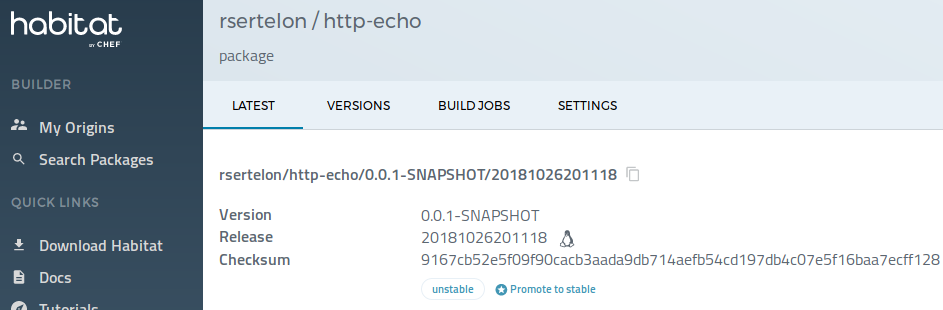 habitat
BY CHEF
BUILDER
My Origins
Search Packages
QUICK LINKS
Download Habitat
Docs
Tutorials
rsertelon / http-echo
package
LATEST VERSIONS BUILD JOBS SETTINGS
rsertelon/http-echo/0.0.1-SNAPSHOT/20181026201118
Version 0.0.1-SNAPSHOT
Release 20181026201118
Checksum 9167cb52e5f09f90cacb3aada9db714aefb54cd197db4c07e5f16baa7ecff128
unstable Promote to stable